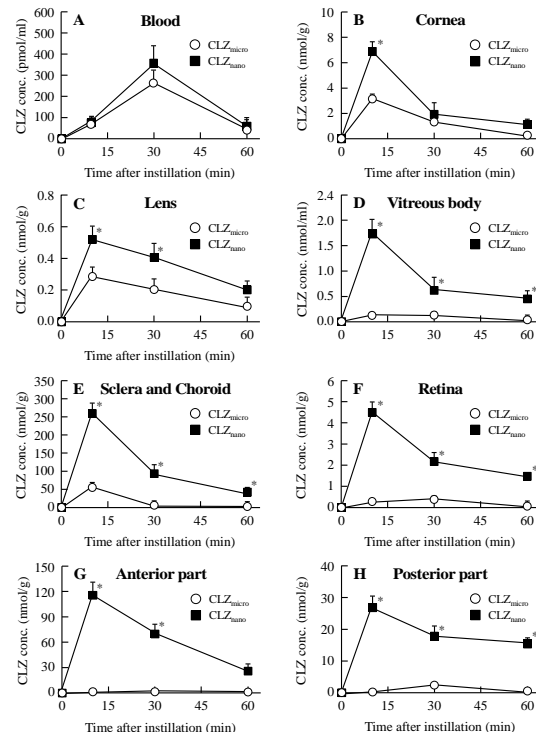 A Blood
CLZ conc. (pmol/ml)
600
500
400
300
200
100
0
0 15 30 45 60
Time after instillation (min)
CLZmicro
CLZnano
B Cornea
CLZ conc. (nmol/g)
10
8
6
4
2
0
0 15 30 45 60
Time after instillation (min)
CLZmicro
CLZnano
*
C Lens
CLZ conc. (nmol/g)
0.8
0.6
0.4
0.2
0.0
0 15 30 45 60
Time after instillation (min)
CLZmicro
CLZnano
* *
D Vitreous body
CLZ conc. (nmol/ml)
2.5
2.0
1.5
1.0
0.5
0.0
0 15 30 45 60
Time after instillation (min)
CLZmicro
CLZnano
* * *
E Sclera and Choroid
CLZ conc. (nmol/g)
350
300
250
200
150
100
50
0
0 15 30 45 60
Time after instillation (min)
CLZmicro
CLZnano
* * *
F Retina
CLZ conc. (nmol/g)
6
5
4
3
2
1
0
0 15 30 45 60
Time after instillation (min)
CLZmicro
CLZnano
* * *
G Anterior part
CLZ conc. (nmol/g)
150
120
90
60
30
0
0 15 30 45 60
Time after instillation (min)
CLZmicro
CLZnano
* *
H Posterior part
CLZ conc. (nmol/g)
40
30
20
10
0
0 15 30 45 60
Time after instillation (min)
CLZmicro
CLZnano
* * *